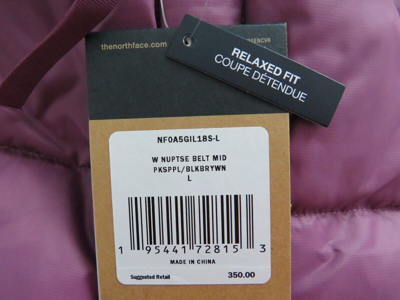 thenorthface.com
RELAXED FIT
COUPE DÉTENDUE
NF0A5GIL18S-L
W NUPTSE BELT MID
PKSPPL/BLKBRYWN
L
1 95441 72815 3
MADE IN CHINA
Suggested Retail 350.00